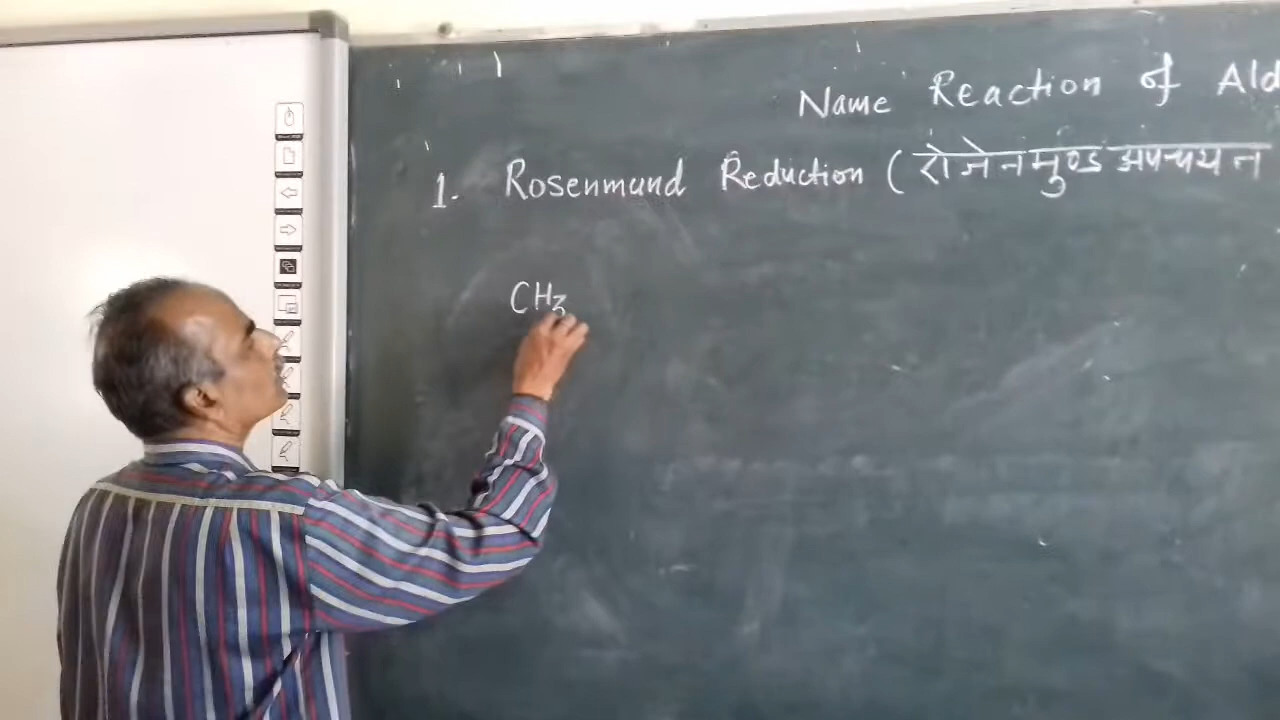 Name Reaction of Ald
1. Rosenmund Reduction (रोजेनमुण्ड अपचयन
CH3